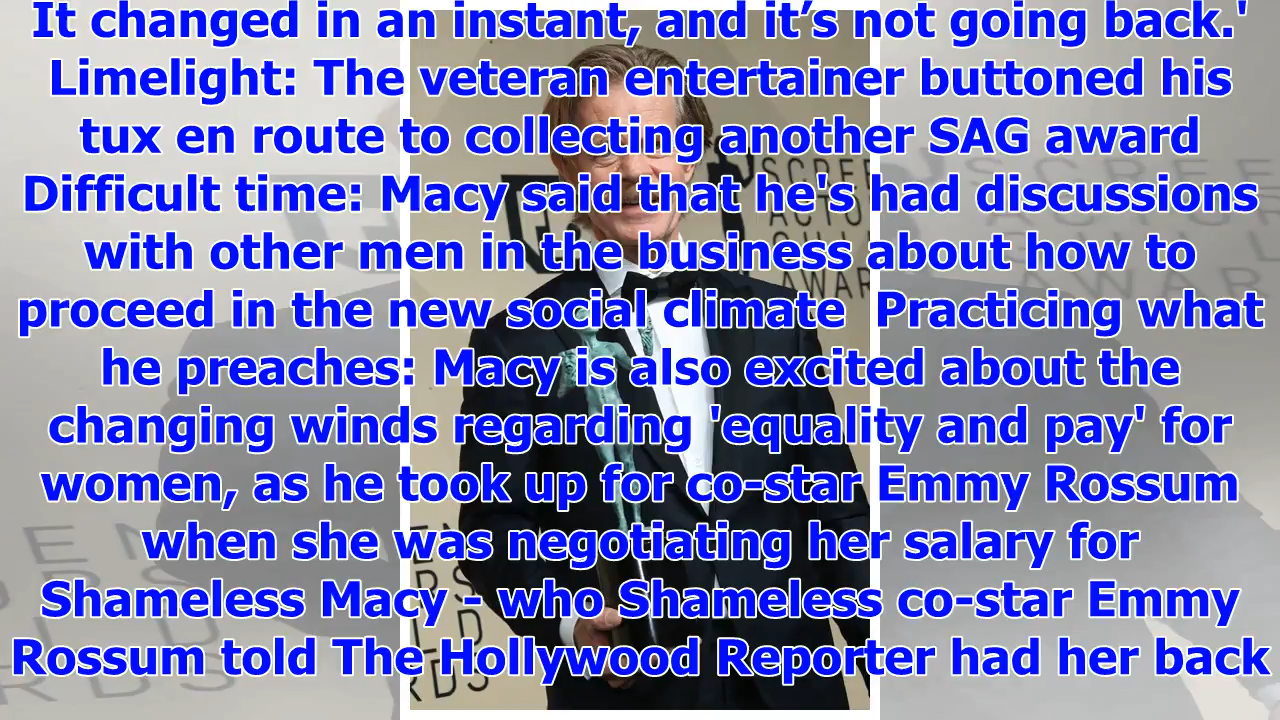 It changed in an instant, and it’s not going back.'
Limelight: The veteran entertainer buttoned his
tux en route to collecting another SAG award
Difficult time: Macy said that he's had discussions
with other men in the business about how to
proceed in the new social climate  Practicing what
he preaches: Macy is also excited about the
changing winds regarding 'equality and pay' for
women, as he took up for co-star Emmy Rossum
when she was negotiating her salary for
Shameless Macy - who Shameless co-star Emmy
Rossum told The Hollywood Reporter had her back